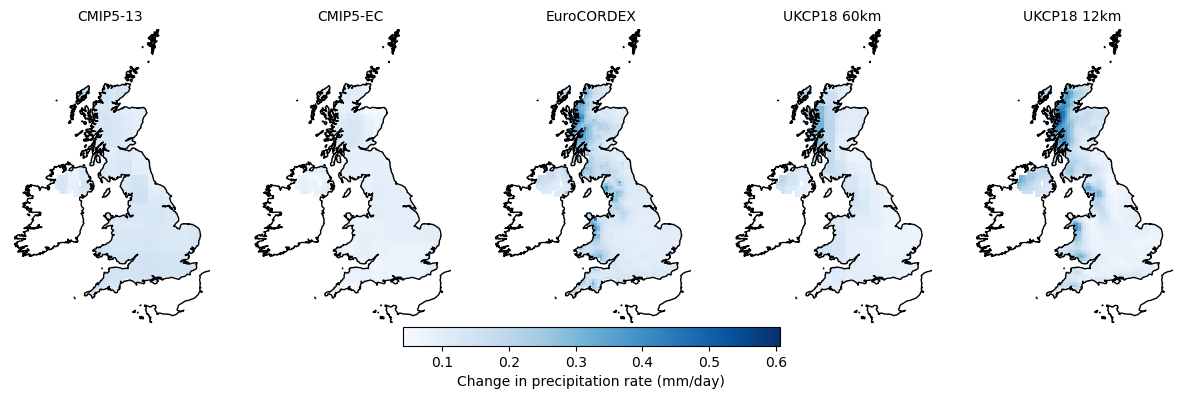 CMIP5-13 CMIP5-EC EuroCORDEX UKCP18 60km UKCP18 12km
0.1 0.2 0.3 0.4 0.5 0.6
Change in precipitation rate (mm/day)